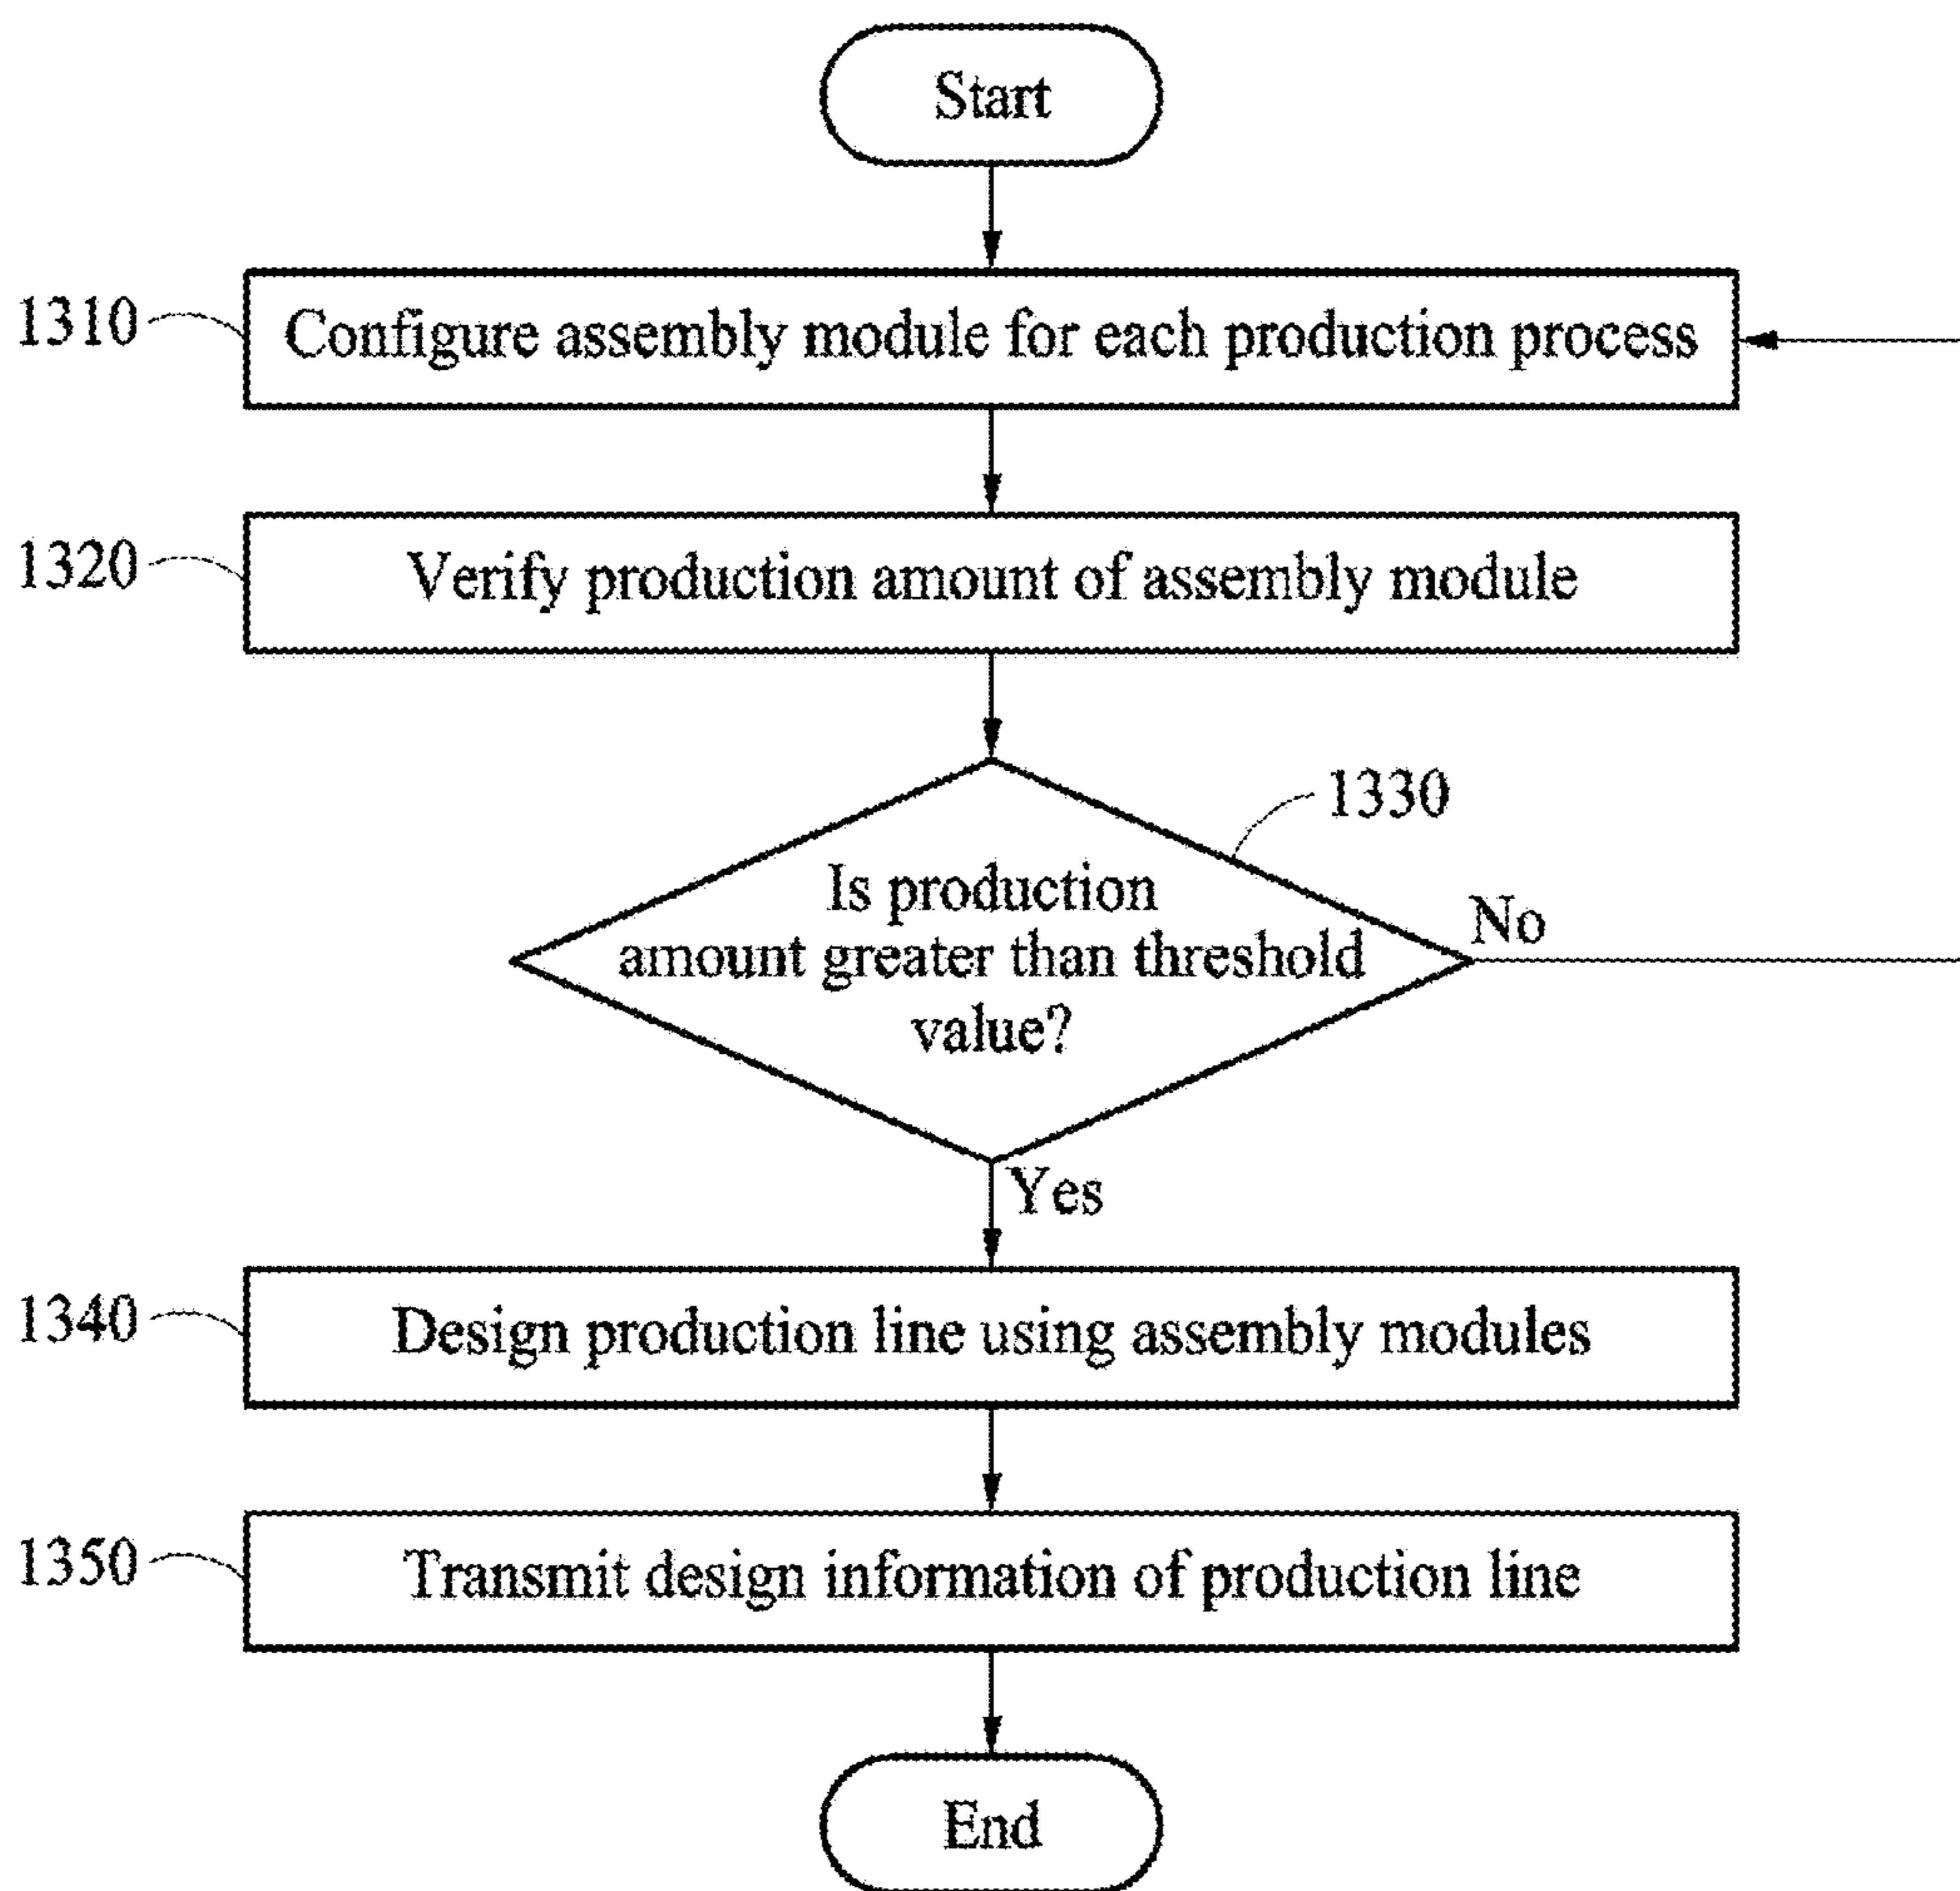 Start
1310
Configure assembly module for each production process
1320
Verify production amount of assembly module
1330
Is production
amount greater than threshold
value?
No
Yes
1340
Design production line using assembly modules
1350
Transmit design information of production line
End